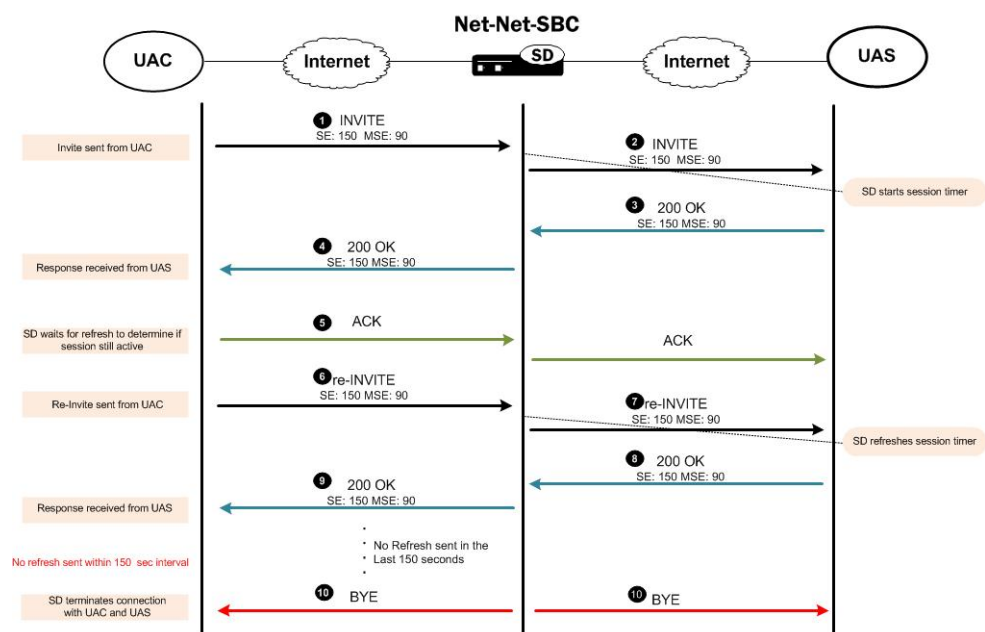 Net-Net-SBC
UAC
Internet
SD
Internet
UAS
1 INVITE
SE: 150 MSE: 90
Invite sent from UAC
2 INVITE
SE: 150 MSE: 90
SD starts session timer
3 200 OK
SE: 150 MSE: 90
4 200 OK
SE: 150 MSE: 90
Response received from UAS
5 ACK
SD waits for refresh to determine if
session still active
ACK
6 re-INVITE
SE: 150 MSE: 90
Re-Invite sent from UAC
7 re-INVITE
SE: 150 MSE: 90
SD refreshes session timer
8 200 OK
SE: 150 MSE: 90
9 200 OK
SE: 150 MSE: 90
Response received from UAS
No Refresh sent in the
Last 150 seconds
No refresh sent within 150 sec interval
10 BYE
10 BYE
SD terminates connection
with UAC and UAS